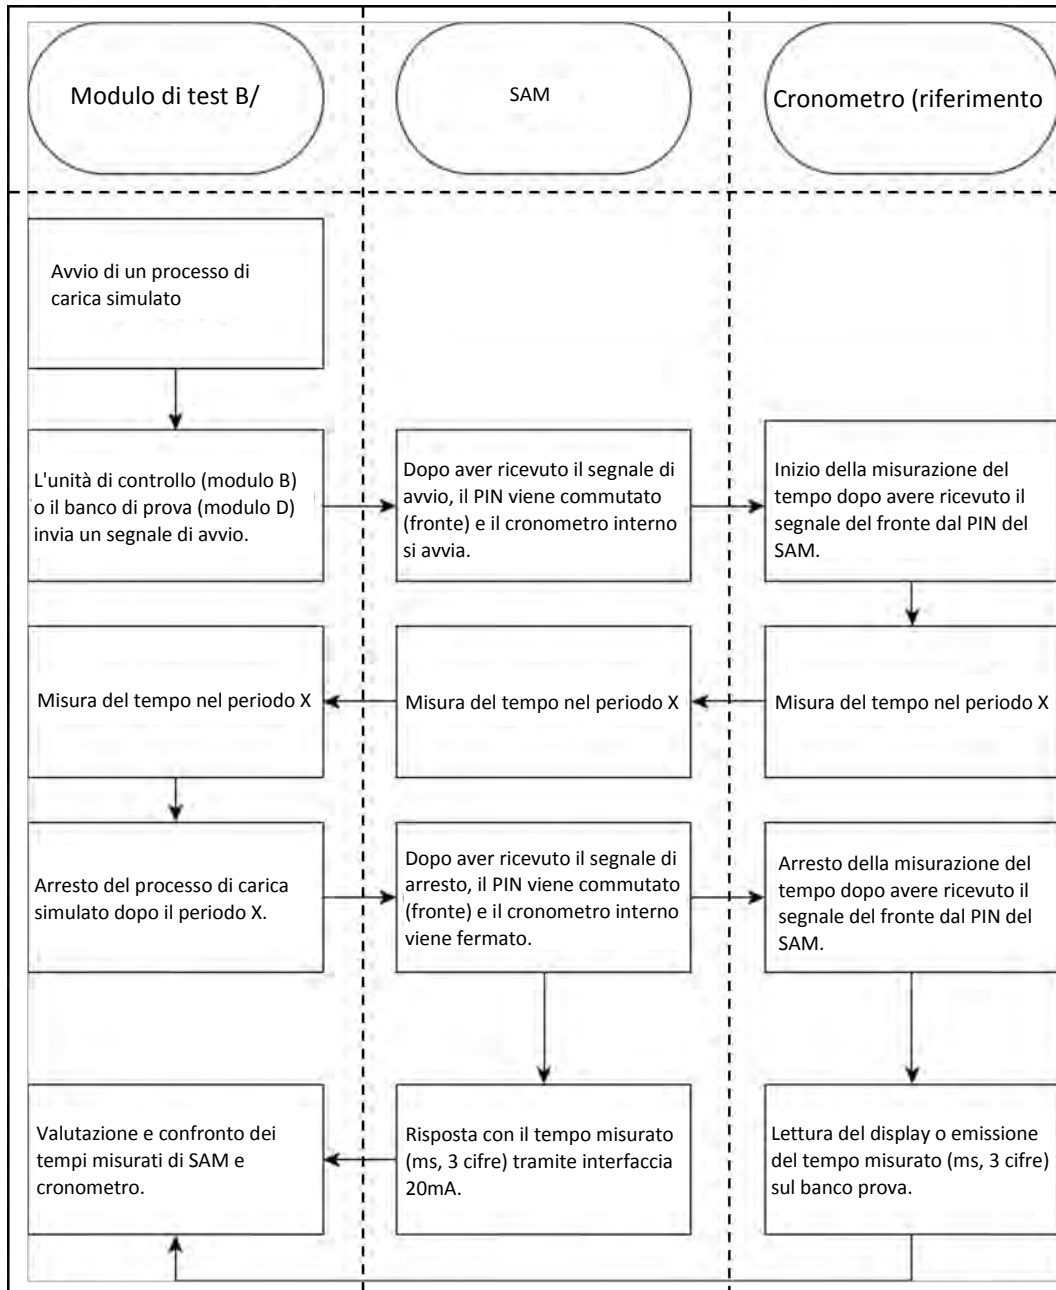 Modulo di test B/
SAM
Cronometro (riferimento
Avvio di un processo di
carica simulato
L'unità di controllo (modulo B)
o il banco di prova (modulo D)
invia un segnale di avvio.
Dopo aver ricevuto il segnale di
avvio, il PIN viene commutato
(fronte) e il cronometro interno
si avvia.
Inizio della misurazione del
tempo dopo avere ricevuto il
segnale del fronte dal PIN del
SAM.
Misura del tempo nel periodo X
Misura del tempo nel periodo X
Misura del tempo nel periodo X
Arresto del processo di carica
simulato dopo il periodo X.
Dopo aver ricevuto il segnale di
arresto, il PIN viene commutato
(fronte) e il cronometro interno
viene fermato.
Arresto della misurazione del
tempo dopo avere ricevuto il
segnale del fronte dal PIN del
SAM.
Valutazione e confronto dei
tempi misurati di SAM e
cronometro.
Risposta con il tempo misurato
(ms, 3 cifre) tramite interfaccia
20mA.
Lettura del display o emissione
del tempo misurato (ms, 3 cifre)
sul banco prova.